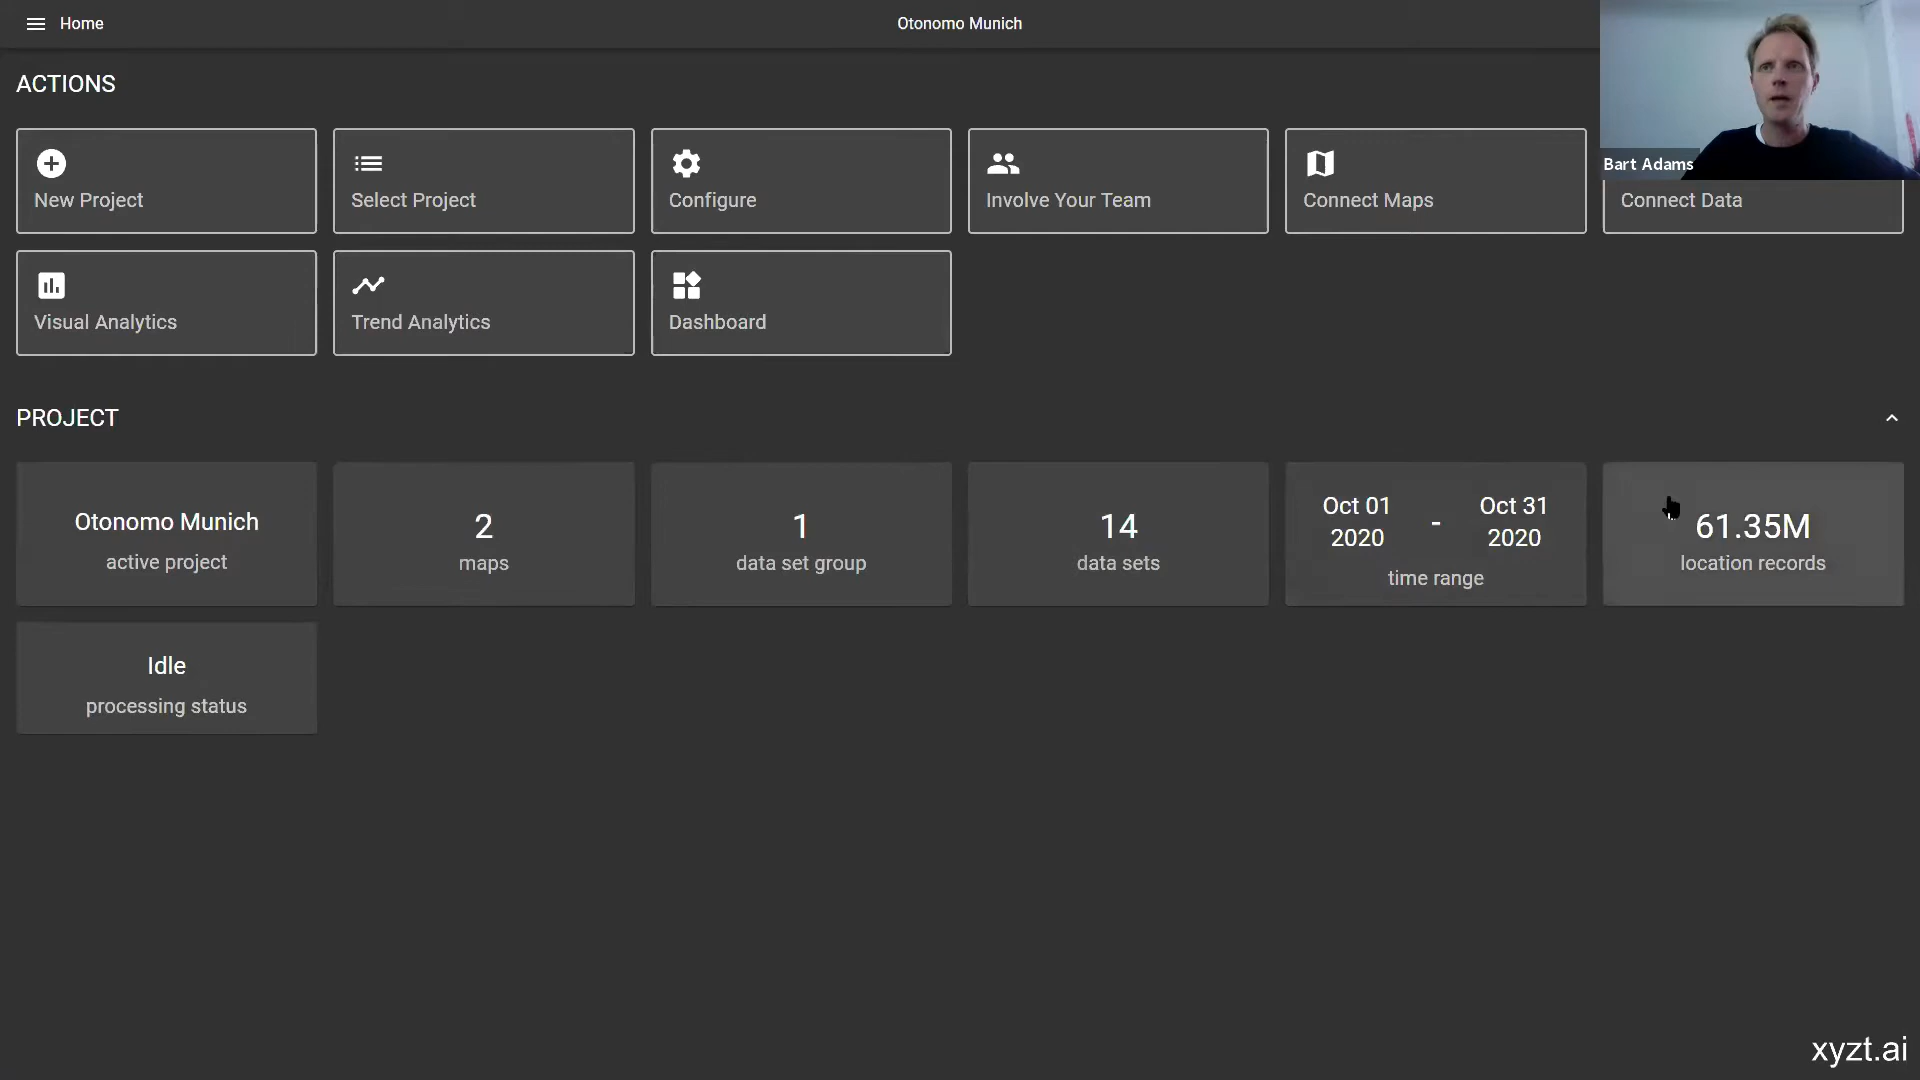 Home
Otonomo Munich
Bart Adams
ACTIONS
New Project
Select Project
Configure
Involve Your Team
Connect Maps
Connect Data
Visual Analytics
Trend Analytics
Dashboard
PROJECT
Otonomo Munich
active project
2
maps
1
data set group
14
data sets
Oct 01
2020
-
Oct 31
2020
time range
61.35M
location records
Idle
processing status
xyzt.ai